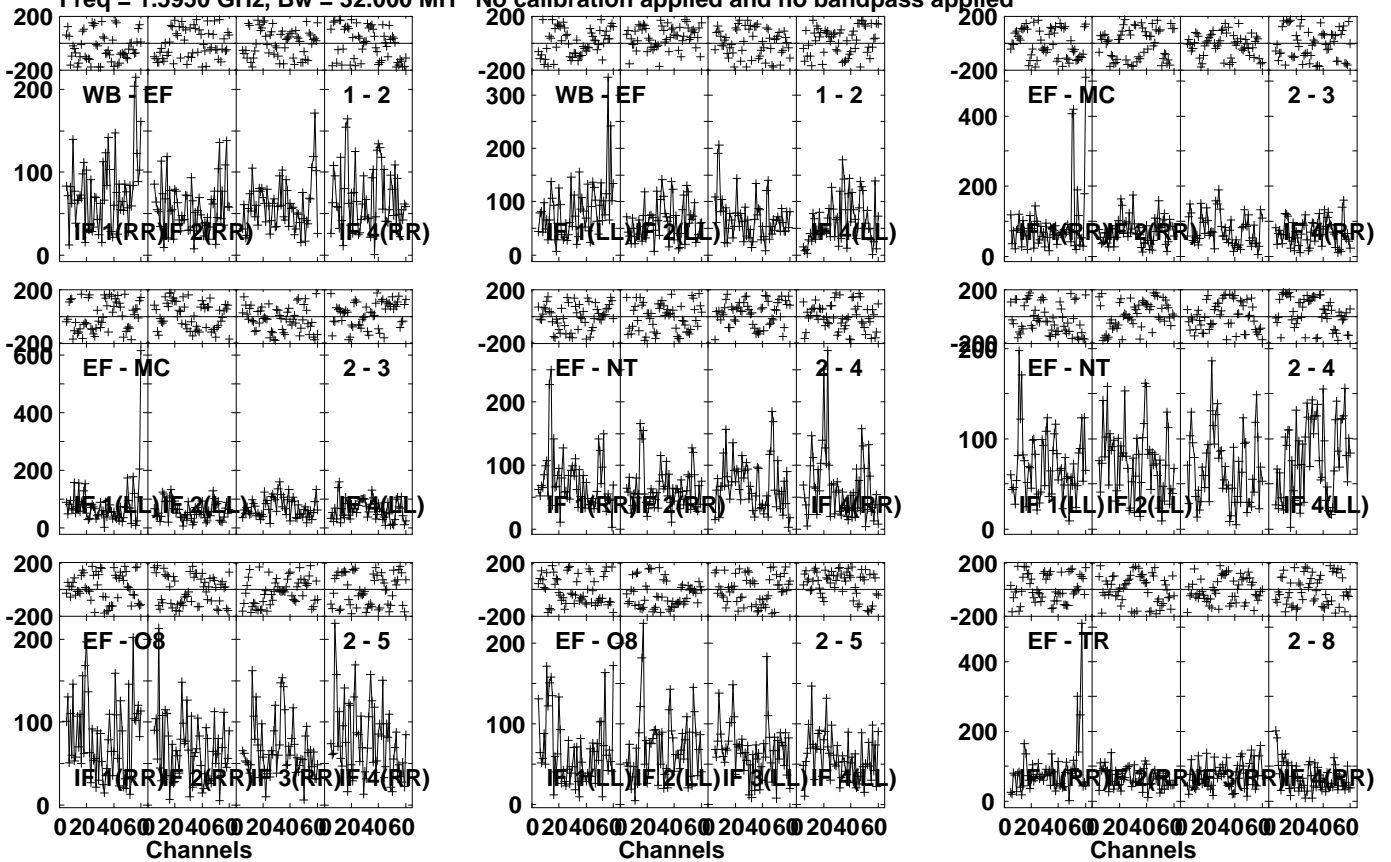 Freq = 1.5950 GHz, Bw = 32.000 MH No calibration applied and no bandpass applied
200
-200
WB - EF 1 - 2
200
100
0
IF 1(RR) IF 2(RR) IF 4(RR)
200
-200
WB - EF 1 - 2
300
200
100
0
IF 1(LL) IF 2(LL) IF 4(LL)
200
-200
EF - MC 2 - 3
400
200
0
IF 1(RR) IF 2(RR) IF 4(RR)
200
-200
EF - MC 2 - 3
600
400
200
0
IF 1(LL) IF 2(LL) IF 4(LL)
200
-200
EF - NT 2 - 4
200
100
0
IF 1(RR) IF 2(RR) IF 4(RR)
200
-200
EF - NT 2 - 4
200
100
0
IF 1(LL) IF 2(LL) IF 4(LL)
200
-200
EF - O8 2 - 5
200
100
0
IF 1(RR) IF 2(RR) IF 3(RR) IF 4(RR)
0 20 40 60 0 20 40 60 0 20 40 60 0 20 40 60
Channels
200
-200
EF - O8 2 - 5
200
100
0
IF 1(LL) IF 2(LL) IF 3(LL) IF 4(LL)
0 20 40 60 0 20 40 60 0 20 40 60 0 20 40 60
Channels
200
-200
EF - TR 2 - 8
400
200
0
IF 1(RR) IF 2(RR) IF 3(RR) IF 4(RR)
0 20 40 60 0 20 40 60 0 20 40 60 0 20 40 60
Channels